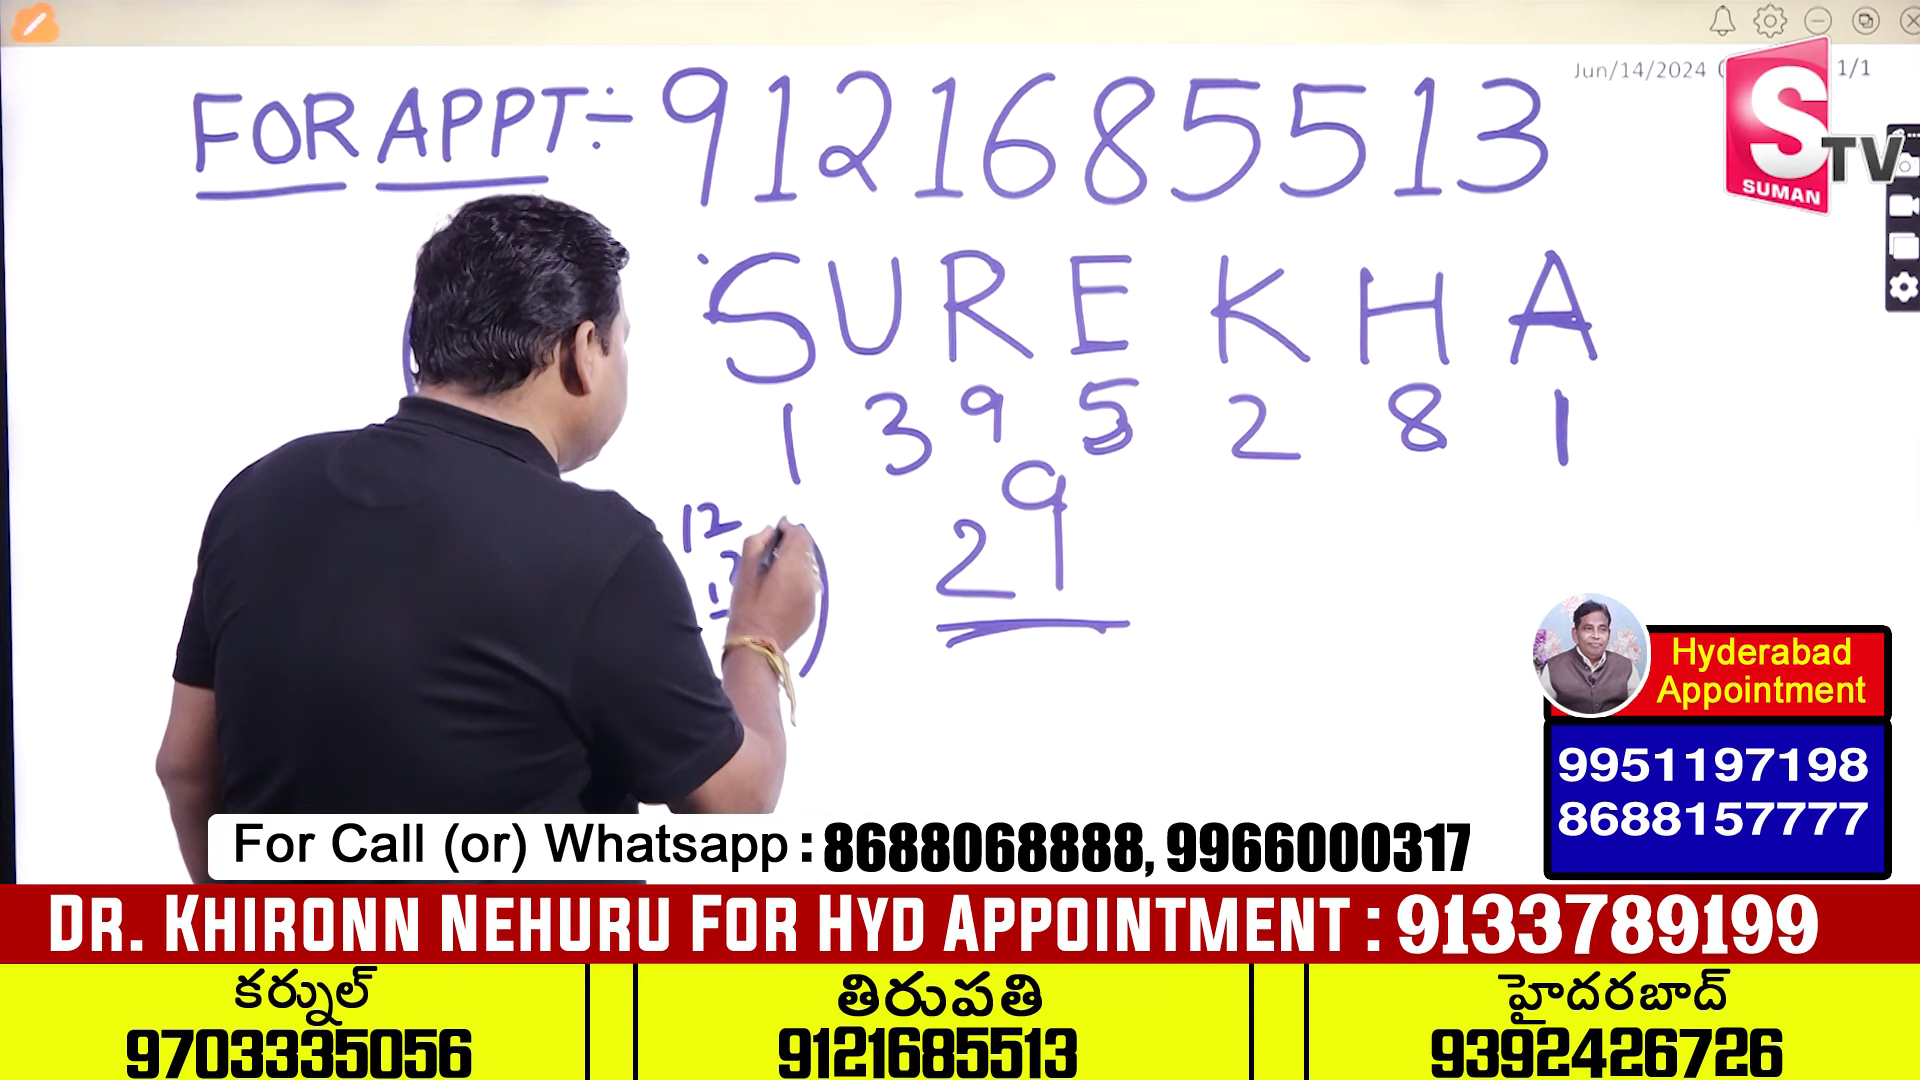 Jun/14/2024
1/1
FOR APPT:- 9121685513
S TV
SUMAN
SUREKHA
1 3 9 5 2 8 1
29
12
Hyderabad
Appointment
9951197198
8688157777
For Call (or) Whatsapp : 8688068888, 9966000317
DR. KHIRONN NEHURU FOR HYD APPOINTMENT : 9133789199
కర్నుల్ తిరుపతి హైదరబాద్
9703335056 9121685513 9392426726